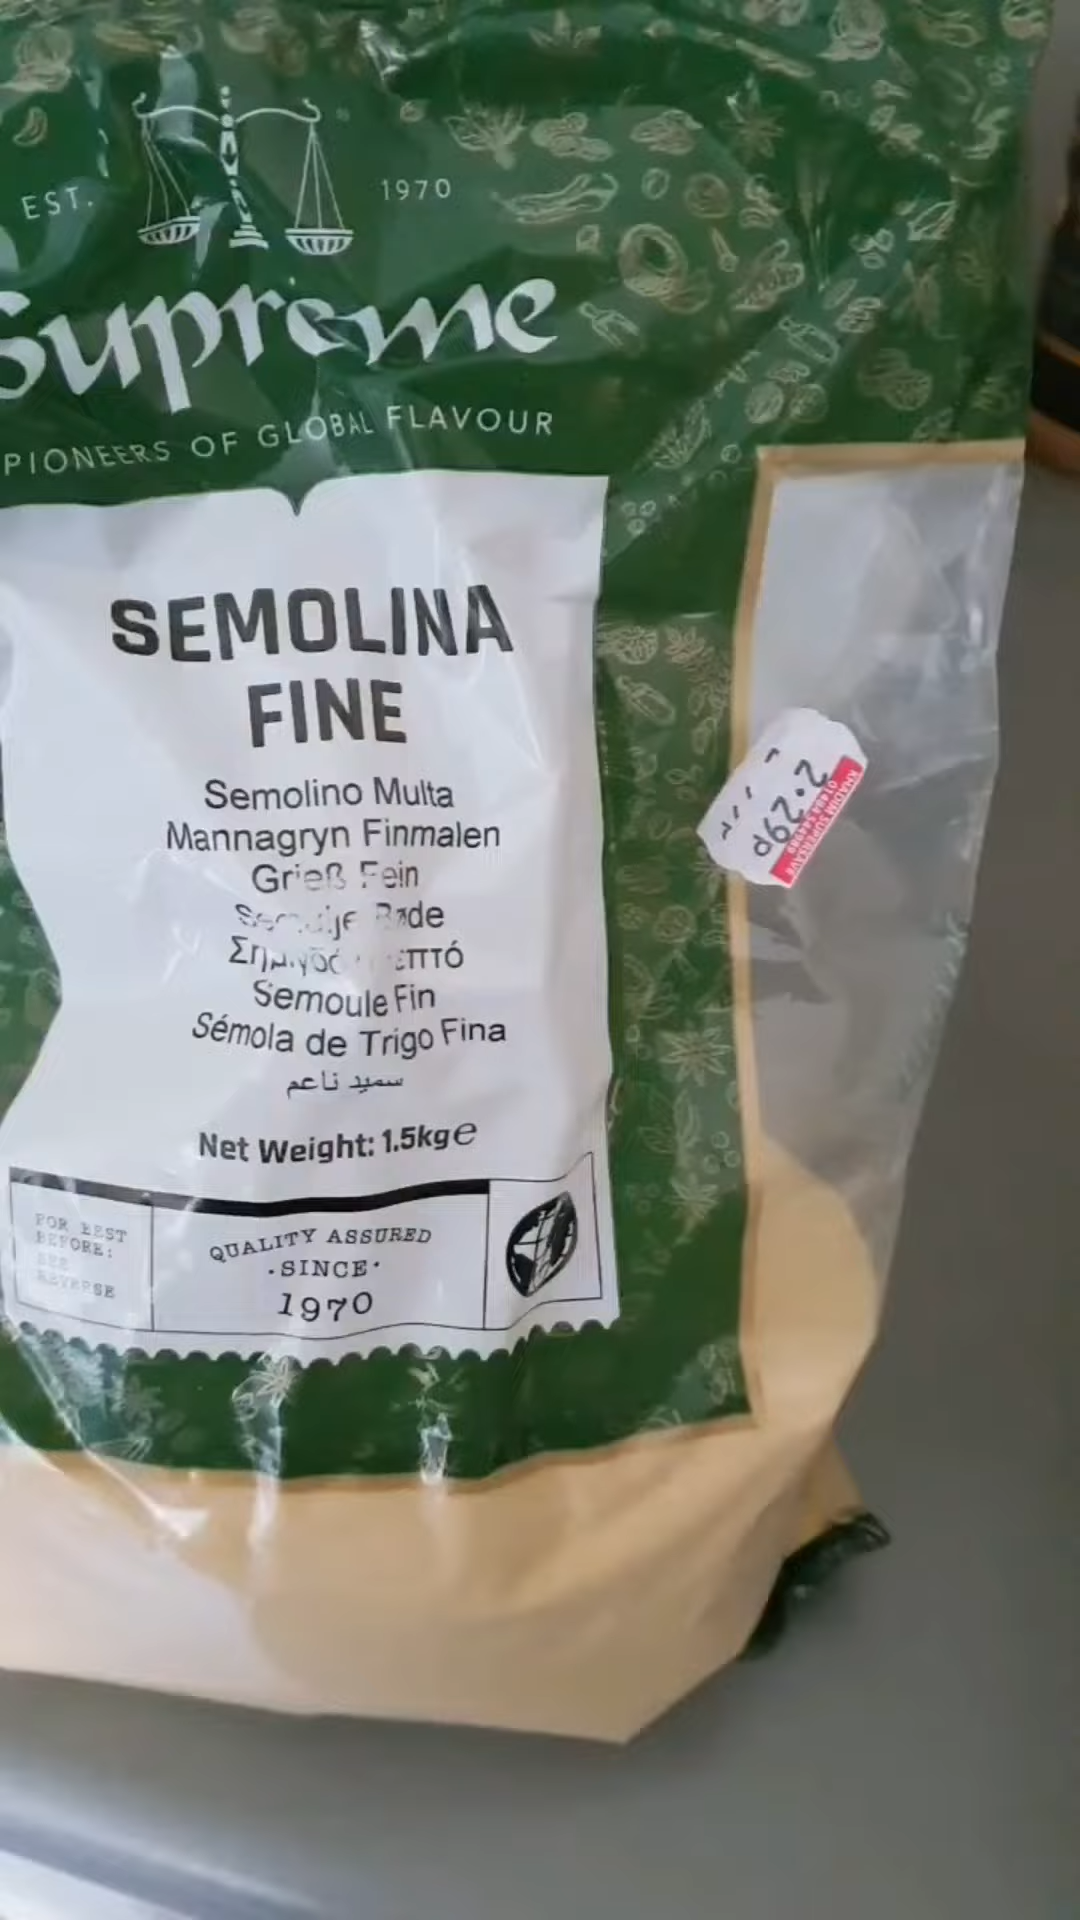 EST. 1970
Supreme
PIONEERS OF GLOBAL FLAVOUR
SEMOLINA
FINE
Semolino Multa
Mannagryn Finmalen
Grieß Fein
Semoule Fin
Sémola de Trigo Fina
سميد ناعم
Net Weight: 1.5kg e
FOR BEST
BEFORE:
SEE
REVERSE
QUALITY ASSURED
·SINCE·
1970
2.29p
KHADIM SUPERSAVE